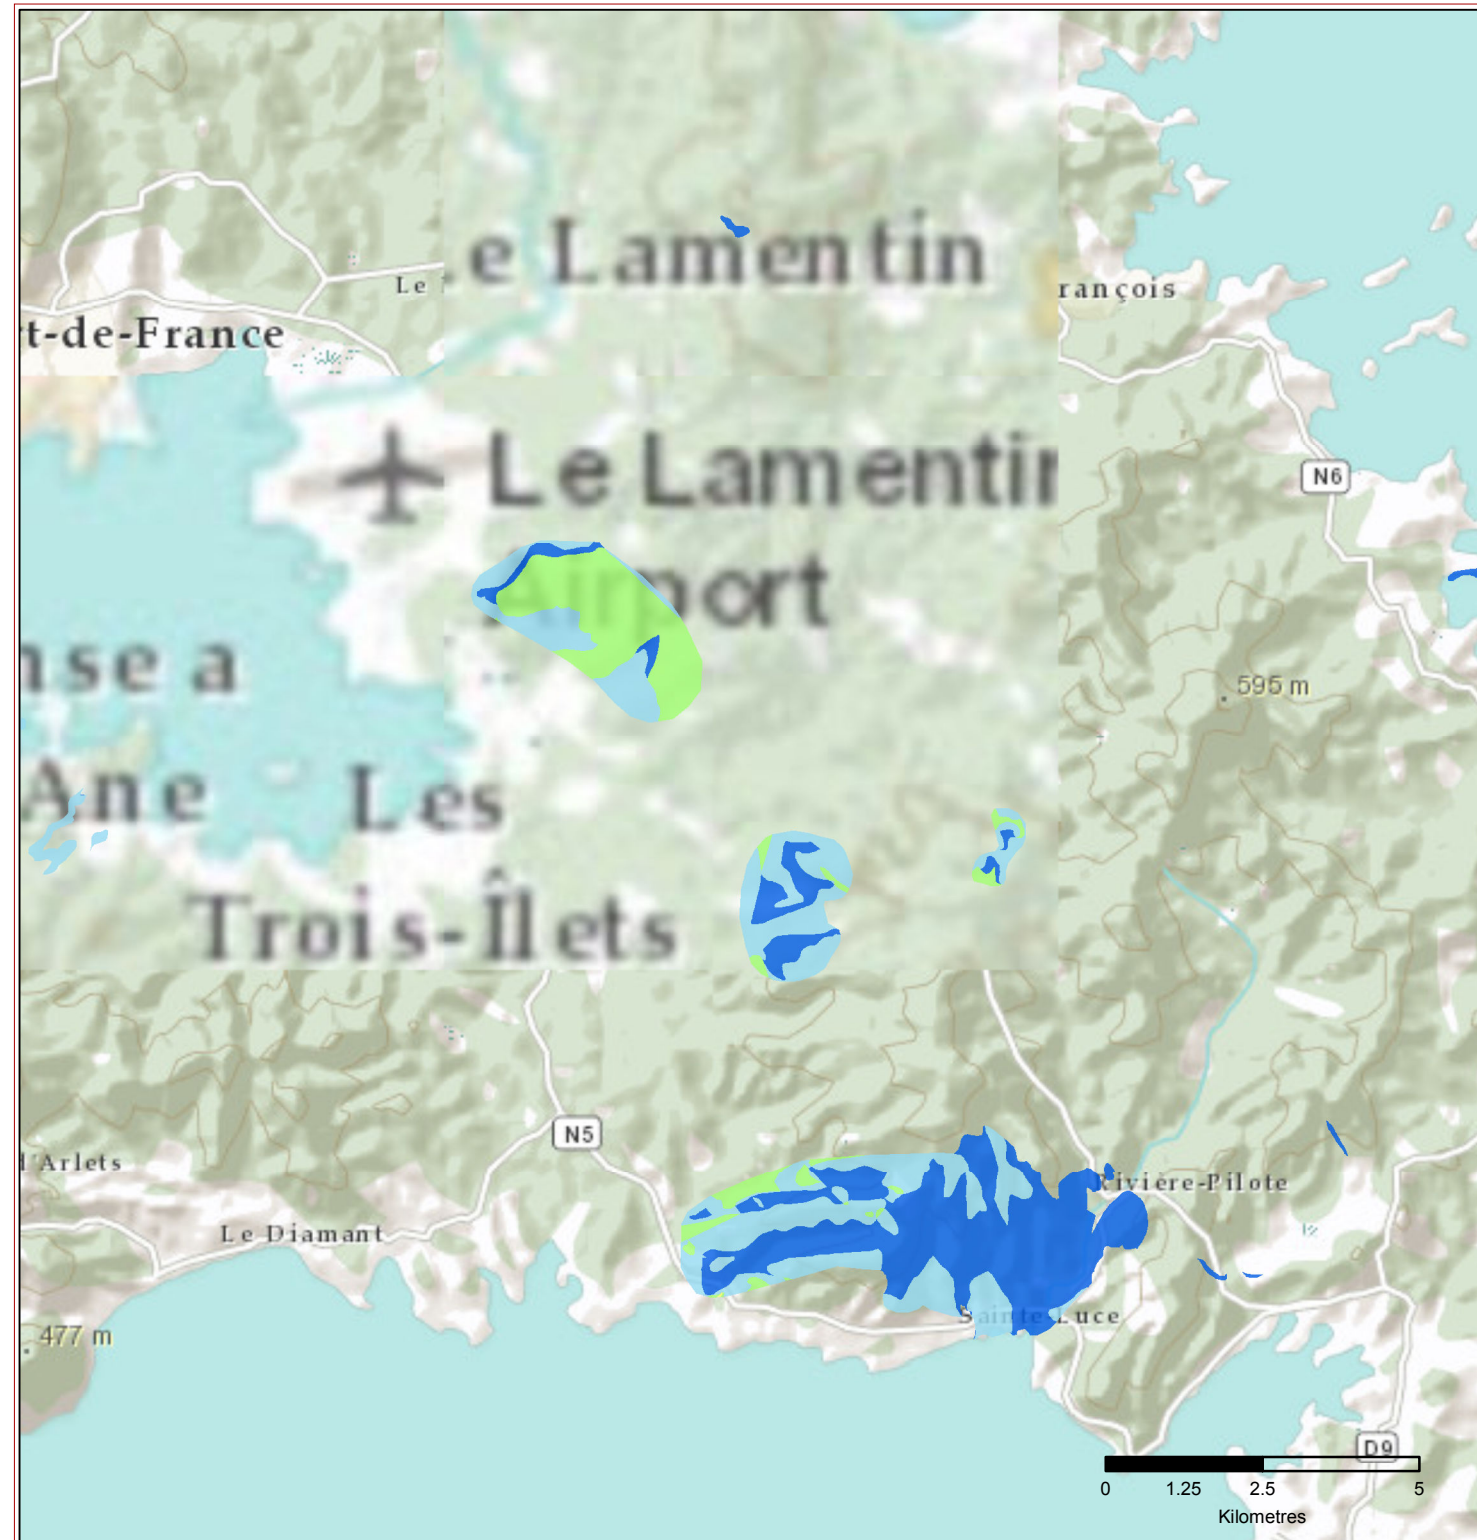 e Lamentin
Le
rançois
t-de-France
Le Lamentin
Airport
N6
nse a
595 m
Ane
Les
Trois-Îlets
N5
d'Arlets
Rivière-Pilote
Le Diamant
Sainte-Luce
477 m
D9
0 1.25 2.5 5
Kilometres